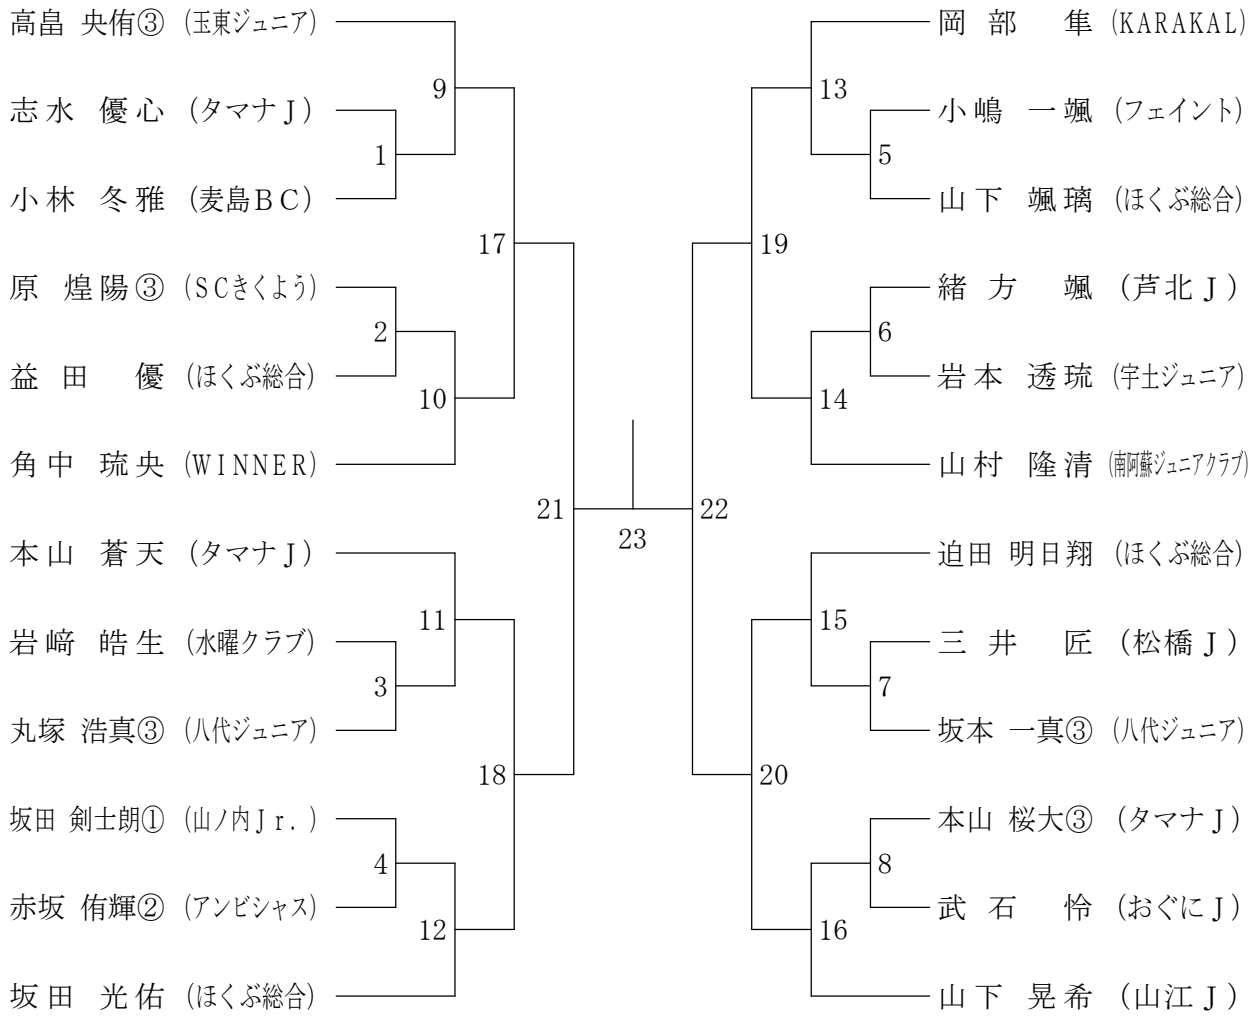 高畠 央侑③ (玉東ジュニア)
志水 優心 (タマナJ)
小林 冬雅 (麦島BC)
原 煌陽③ (SCきくよう)
益田 優 (ほくぶ総合)
角中 琉央 (WINNER)
本山 蒼天 (タマナJ)
岩﨑 皓生 (水曜クラブ)
丸塚 浩真③ (八代ジュニア)
坂田 剣士朗① (山ノ内Jr.)
赤坂 侑輝② (アンビシャス)
坂田 光佑 (ほくぶ総合)
1
2
3
4
9
10
11
12
17
18
21
23
22
19
20
13
14
15
16
5
6
7
8
岡部 隼 (KARAKAL)
小嶋 一颯 (フェイント)
山下 颯璃 (ほくぶ総合)
緒方 颯 (芦北J)
岩本 透琉 (宇土ジュニア)
山村 隆清 (南阿蘇ジュニアクラブ)
迫田 明日翔 (ほくぶ総合)
三井 匠 (松橋J)
坂本 一真③ (八代ジュニア)
本山 桜大③ (タマナJ)
武石 怜 (おぐにJ)
山下 晃希 (山江J)